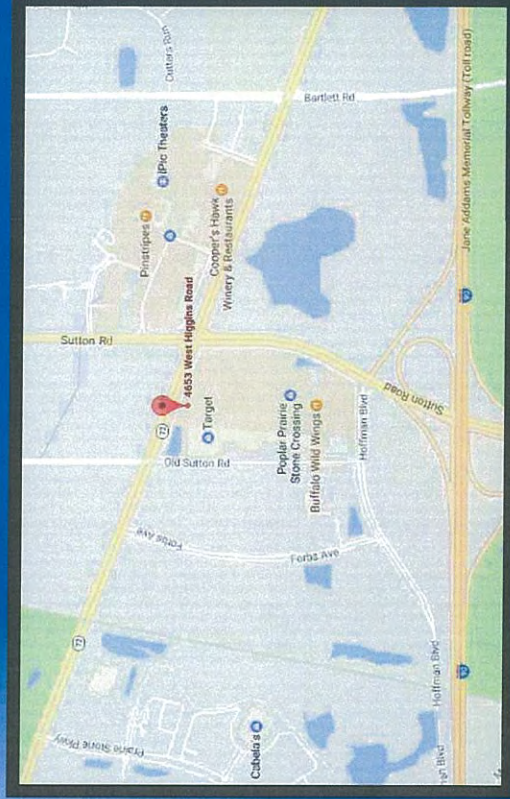 Cutters Run
Bartlett Rd
Jane Addams Memorial Tollway (Toll road)
iPic Theaters
Pinstripes
Cooper's Hawk
Winery & Restaurants
Sutton Rd
4653 West Higgins Road
72
Target
Old Sutton Rd
Poplar Prairie
Stone Crossing
Buffalo Wild Wings
Hoffman Blvd
Sutton Road
90
Forbs Ave
Forbs Ave
72
Prairie Stone Pkwy
Cabela's
Hoffman Blvd
90